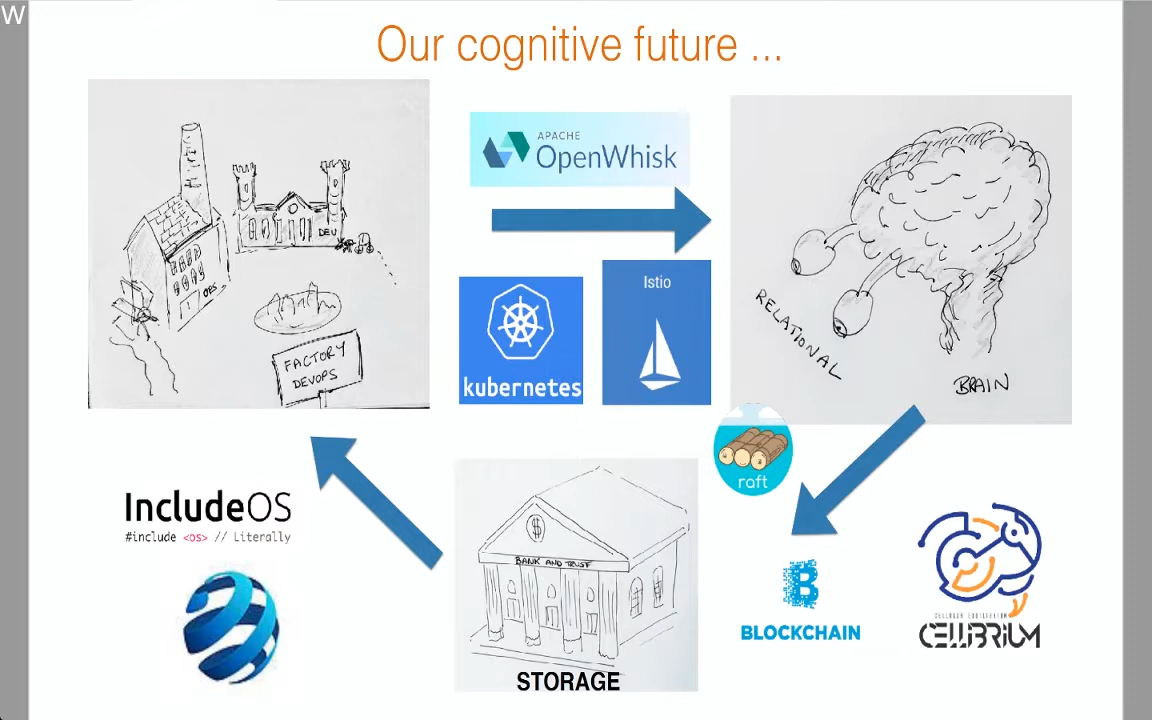 W
Our cognitive future ...
APACHE
OpenWhisk
DEV
OPS
FACTORY
DEVOPS
kubernetes
Istio
RELATIONAL
BRAIN
raft
IncludeOS
#include <os> // Literally
BANK AND TRUST
STORAGE
BLOCKCHAIN
CELLIBRIUM